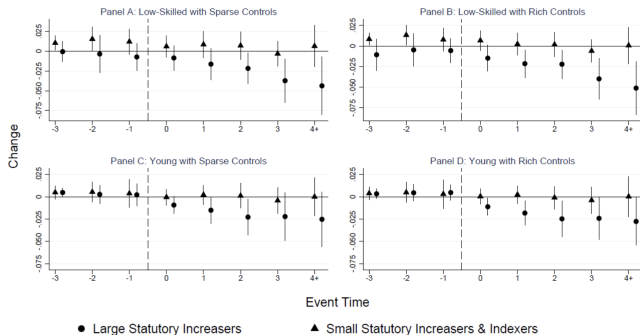 Panel A: Low-Skilled with Sparse Controls
Panel B: Low-Skilled with Rich Controls
.025
0
-.025
-.050
-.075
-3 -2 -1 0 1 2 3 4+
.025
0
-.025
-.050
-.075
-3 -2 -1 0 1 2 3 4+
Change
Panel C: Young with Sparse Controls
Panel D: Young with Rich Controls
.025
0
-.025
-.050
-.075
-3 -2 -1 0 1 2 3 4+
.025
0
-.025
-.050
-.075
-3 -2 -1 0 1 2 3 4+
Event Time
Large Statutory Increasers
Small Statutory Increasers & Indexers